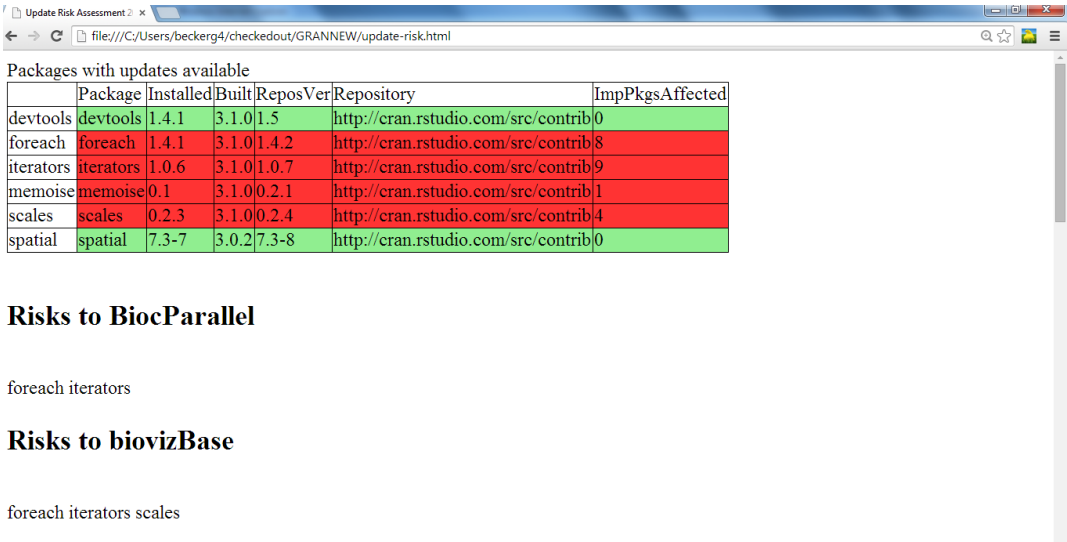 Update Risk Assessment 2
file:///C:/Users/beckerg4/checkedout/GRANNEW/update-risk.html
Packages with updates available
Package Installed Built ReposVer Repository ImpPkgsAffected
devtools devtools 1.4.1 3.1.0 1.5 http://cran.rstudio.com/src/contrib 0
foreach foreach 1.4.1 3.1.0 1.4.2 http://cran.rstudio.com/src/contrib 8
iterators iterators 1.0.6 3.1.0 1.0.7 http://cran.rstudio.com/src/contrib 9
memoise memoise 0.1 3.1.0 0.2.1 http://cran.rstudio.com/src/contrib 1
scales scales 0.2.3 3.1.0 0.2.4 http://cran.rstudio.com/src/contrib 4
spatial spatial 7.3-7 3.0.2 7.3-8 http://cran.rstudio.com/src/contrib 0
Risks to BiocParallel
foreach iterators
Risks to biovizBase
foreach iterators scales